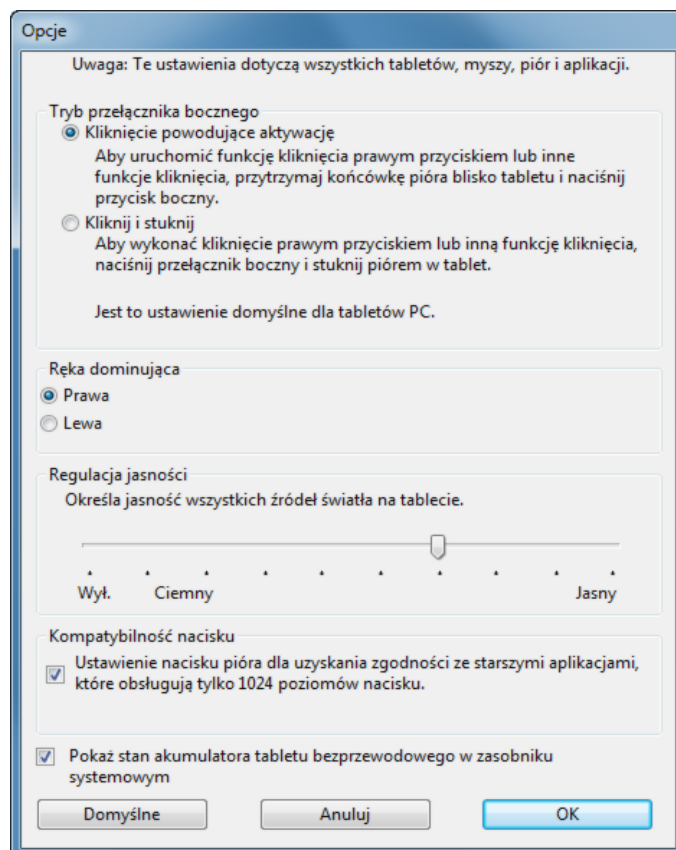 Opcje
Uwaga: Te ustawienia dotyczą wszystkich tabletów, myszy, piór i aplikacji.
Tryb przełącznika bocznego
Kliknięcie powodujące aktywację
Aby uruchomić funkcję kliknięcia prawym przyciskiem lub inne
funkcje kliknięcia, przytrzymaj końcówkę pióra blisko tabletu i naciśnij
przycisk boczny.
Kliknij i stuknij
Aby wykonać kliknięcie prawym przyciskiem lub inną funkcję kliknięcia,
naciśnij przełącznik boczny i stuknij piórem w tablet.
Jest to ustawienie domyślne dla tabletów PC.
Ręka dominująca
Prawa
Lewa
Regulacja jasności
Określa jasność wszystkich źródeł światła na tablecie.
Wył. Ciemny Jasny
Kompatybilność nacisku
Ustawienie nacisku pióra dla uzyskania zgodności ze starszymi aplikacjami,
które obsługują tylko 1024 poziomów nacisku.
Pokaż stan akumulatora tabletu bezprzewodowego w zasobniku
systemowym
Domyślne Anuluj OK